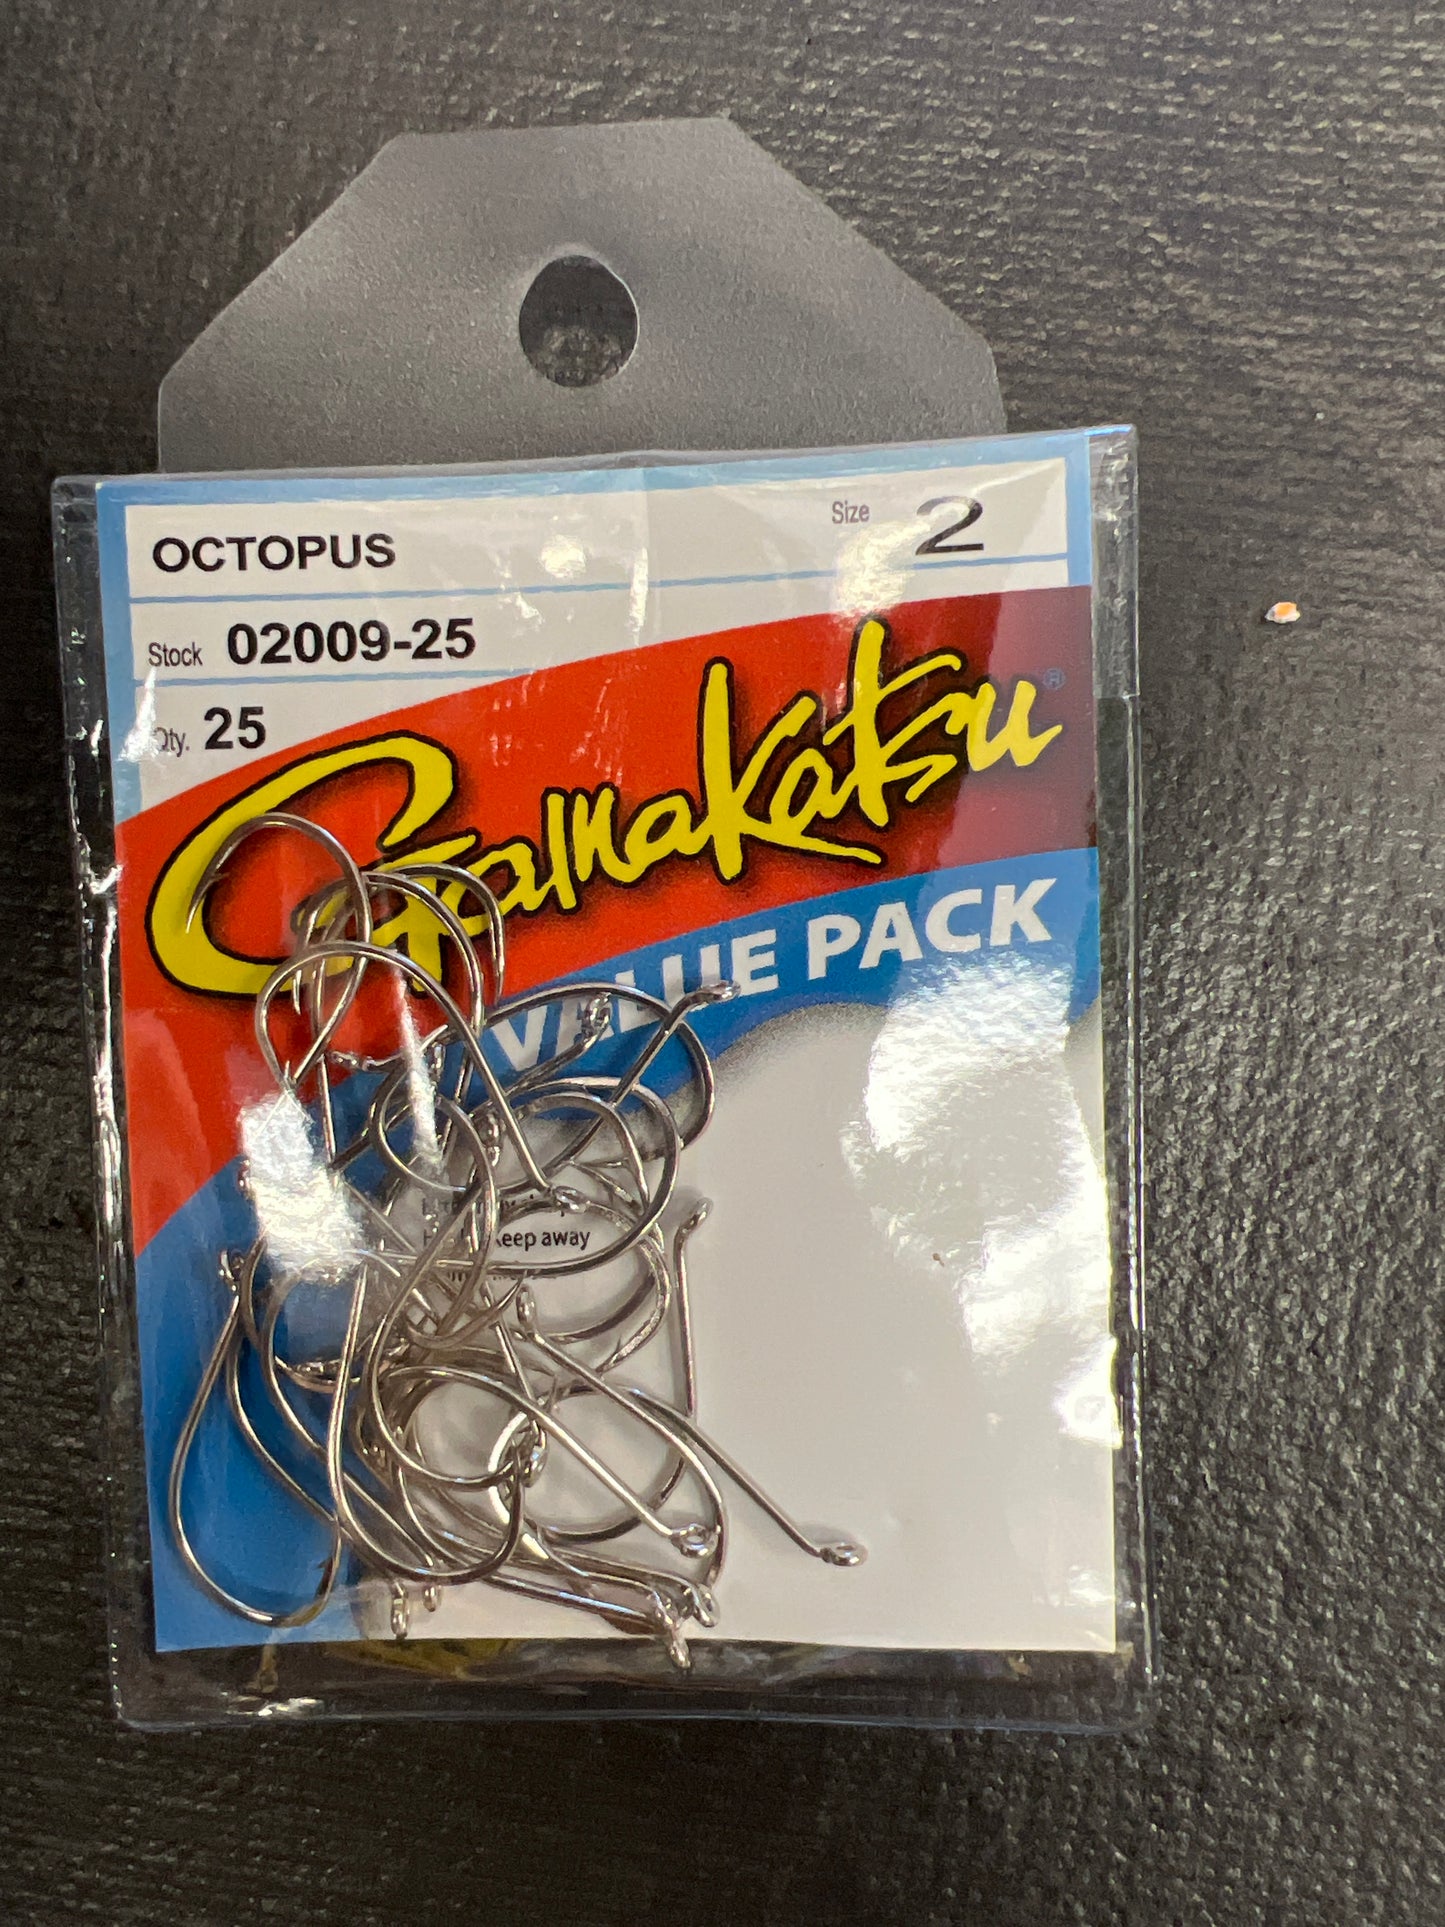 OCTOPUS
Size 2
Stock 02009-25
Qty. 25
Gamakatsu®
VALUE PACK
keep away